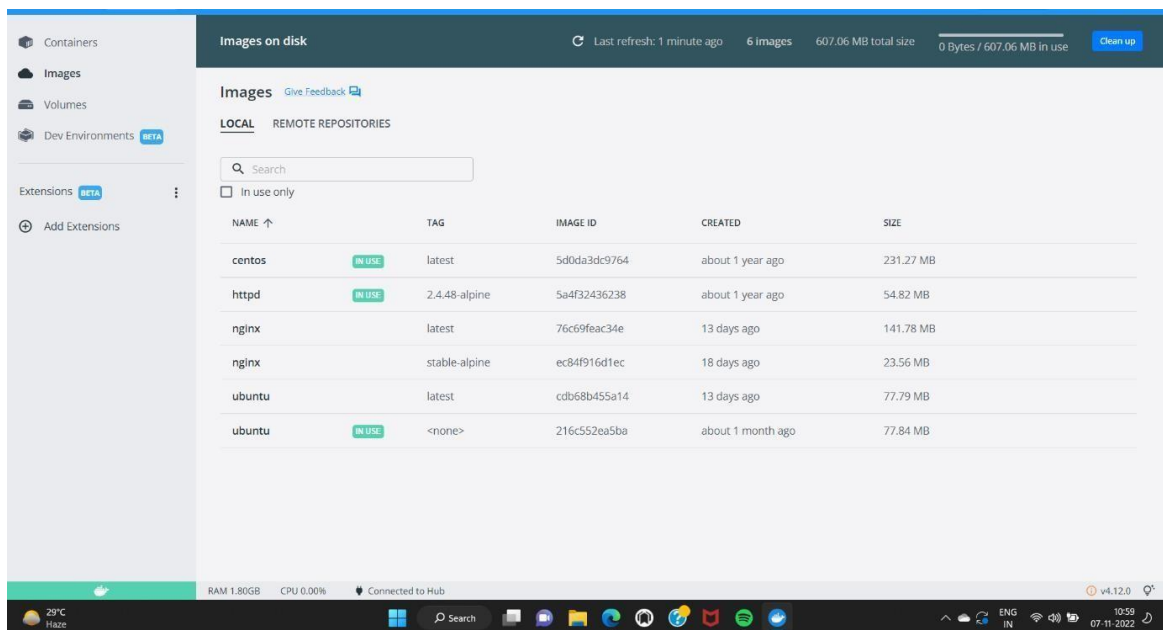 Containers
Images
Volumes
Dev Environments BETA
Extensions BETA
Add Extensions
Images on disk
Last refresh: 1 minute ago 6 images 607.06 MB total size 0 Bytes / 607.06 MB in use Clean up
Images Give Feedback
LOCAL REMOTE REPOSITORIES
Search
In use only
NAME TAG IMAGE ID CREATED SIZE
centos IN USE latest 5d0da3dc9764 about 1 year ago 231.27 MB
httpd IN USE 2.4.48-alpine 5a4f32436238 about 1 year ago 54.82 MB
nginx latest 76c69feac34e 13 days ago 141.78 MB
nginx stable-alpine ec84f916d1ec 18 days ago 23.56 MB
ubuntu latest cdb68b455a14 13 days ago 77.79 MB
ubuntu IN USE <none> 216c552ea5ba about 1 month ago 77.84 MB
RAM 1.80GB CPU 0.00% Connected to Hub v4.12.0
29°C
Haze
Search
ENG
IN
10:59
07-11-2022